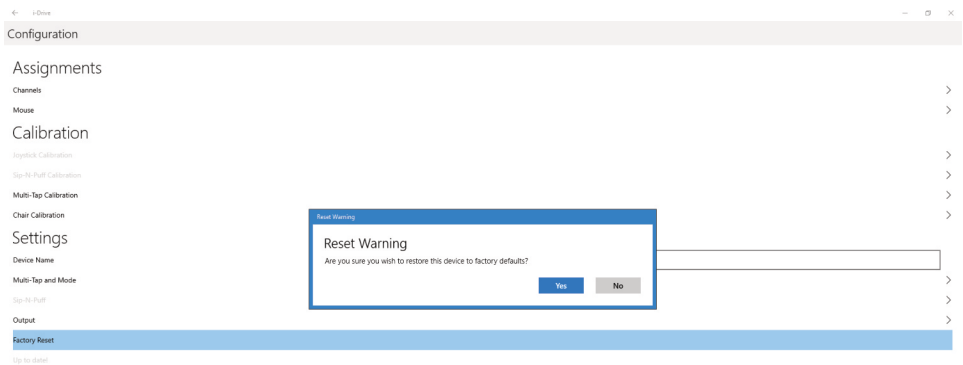 i-Drive
Configuration
Assignments
Channels
Mouse
Calibration
Joystick Calibration
Sip-N-Puff Calibration
Multi-Tap Calibration
Chair Calibration
Settings
Device Name
Multi-Tap and Mode
Sip-N-Puff
Output
Factory Reset
Up to date!
Reset Warning
Reset Warning
Are you sure you wish to restore this device to factory defaults?
Yes No